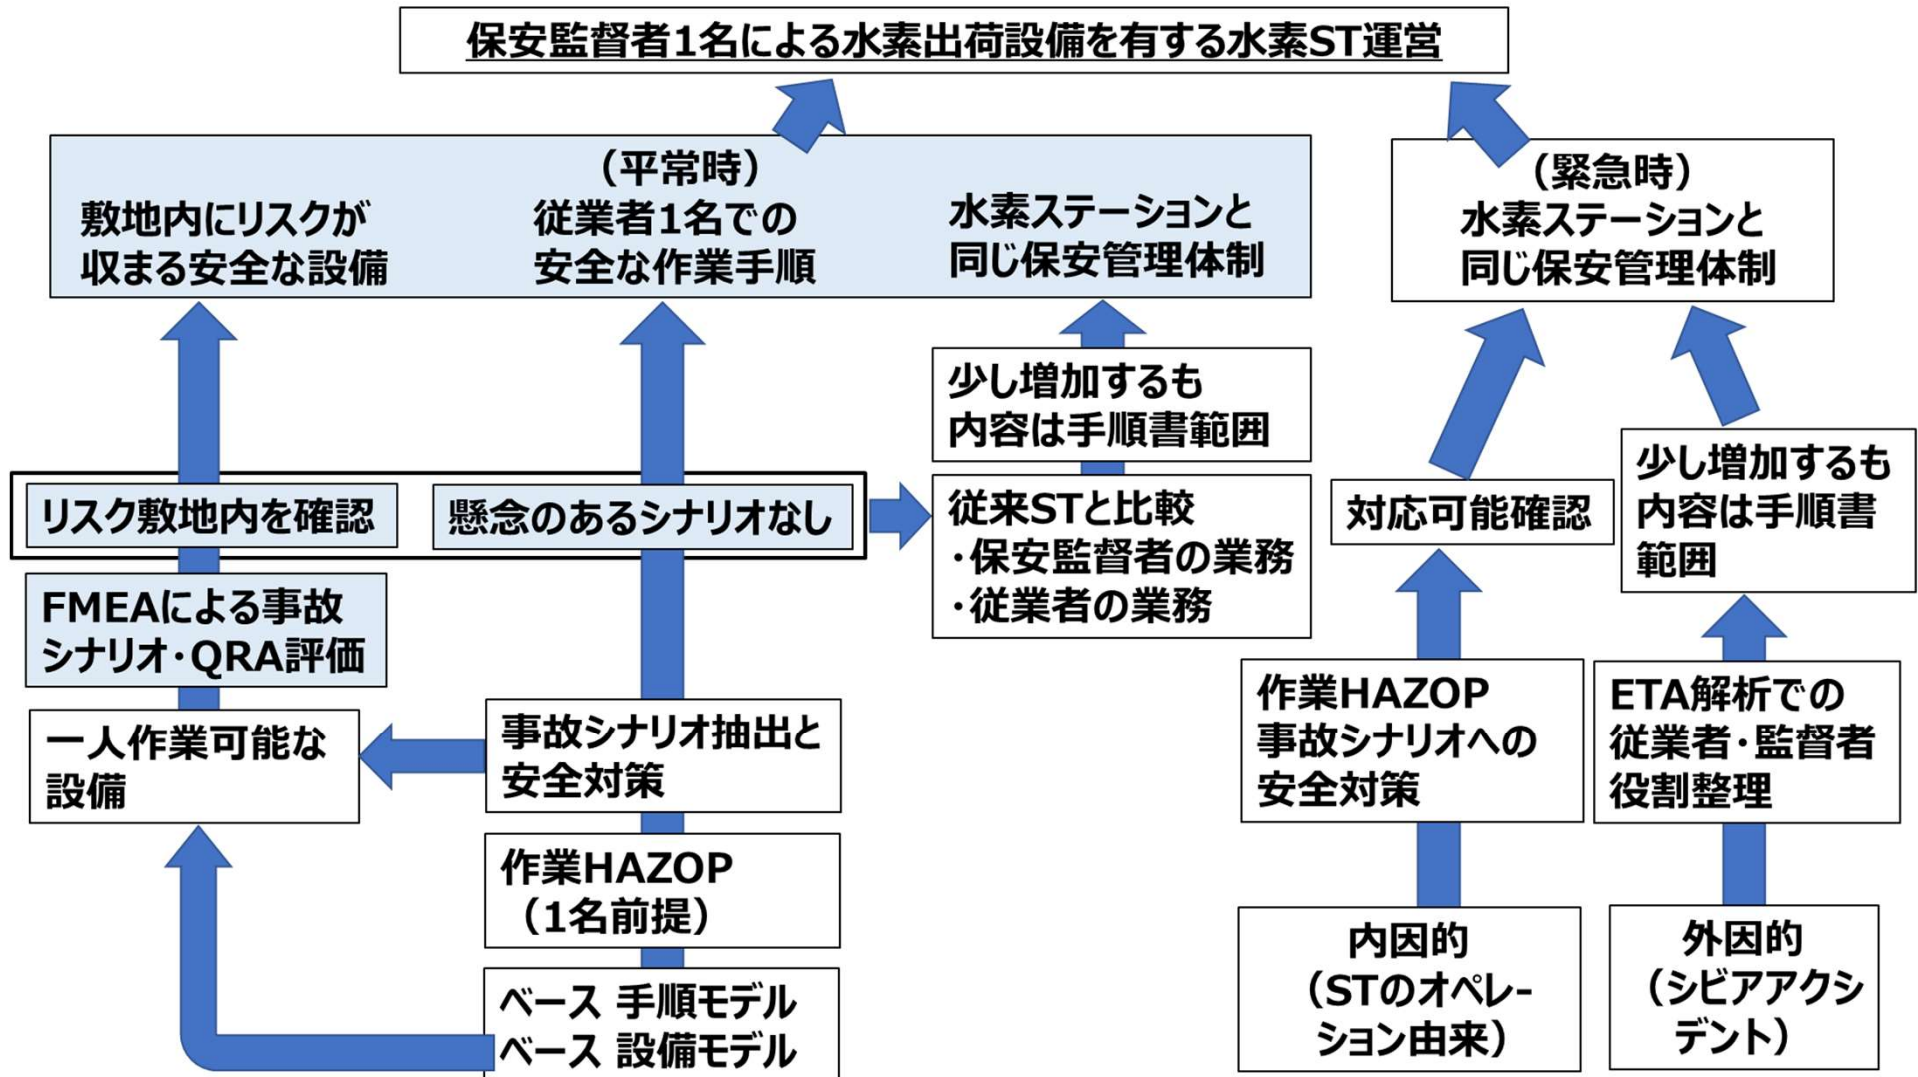 保安監督者1名による水素出荷設備を有する水素ST運営
（平常時）
敷地内にリスクが
収まる安全な設備
従業者1名での
安全な作業手順
水素ステーションと
同じ保安管理体制
（緊急時）
水素ステーションと
同じ保安管理体制
少し増加するも
内容は手順書範囲
リスク敷地内を確認
懸念のあるシナリオなし
従来STと比較
・保安監督者の業務
・従業者の業務
対応可能確認
少し増加するも
内容は手順書
範囲
FMEAによる事故
シナリオ・QRA評価
一人作業可能な
設備
事故シナリオ抽出と
安全対策
作業HAZOP
事故シナリオへの
安全対策
ETA解析での
従業者・監督者
役割整理
作業HAZOP
（1名前提）
ベース 手順モデル
ベース 設備モデル
内因的
（STのオペレｰ
ション由来）
外因的
（シビアアクシ
デント）